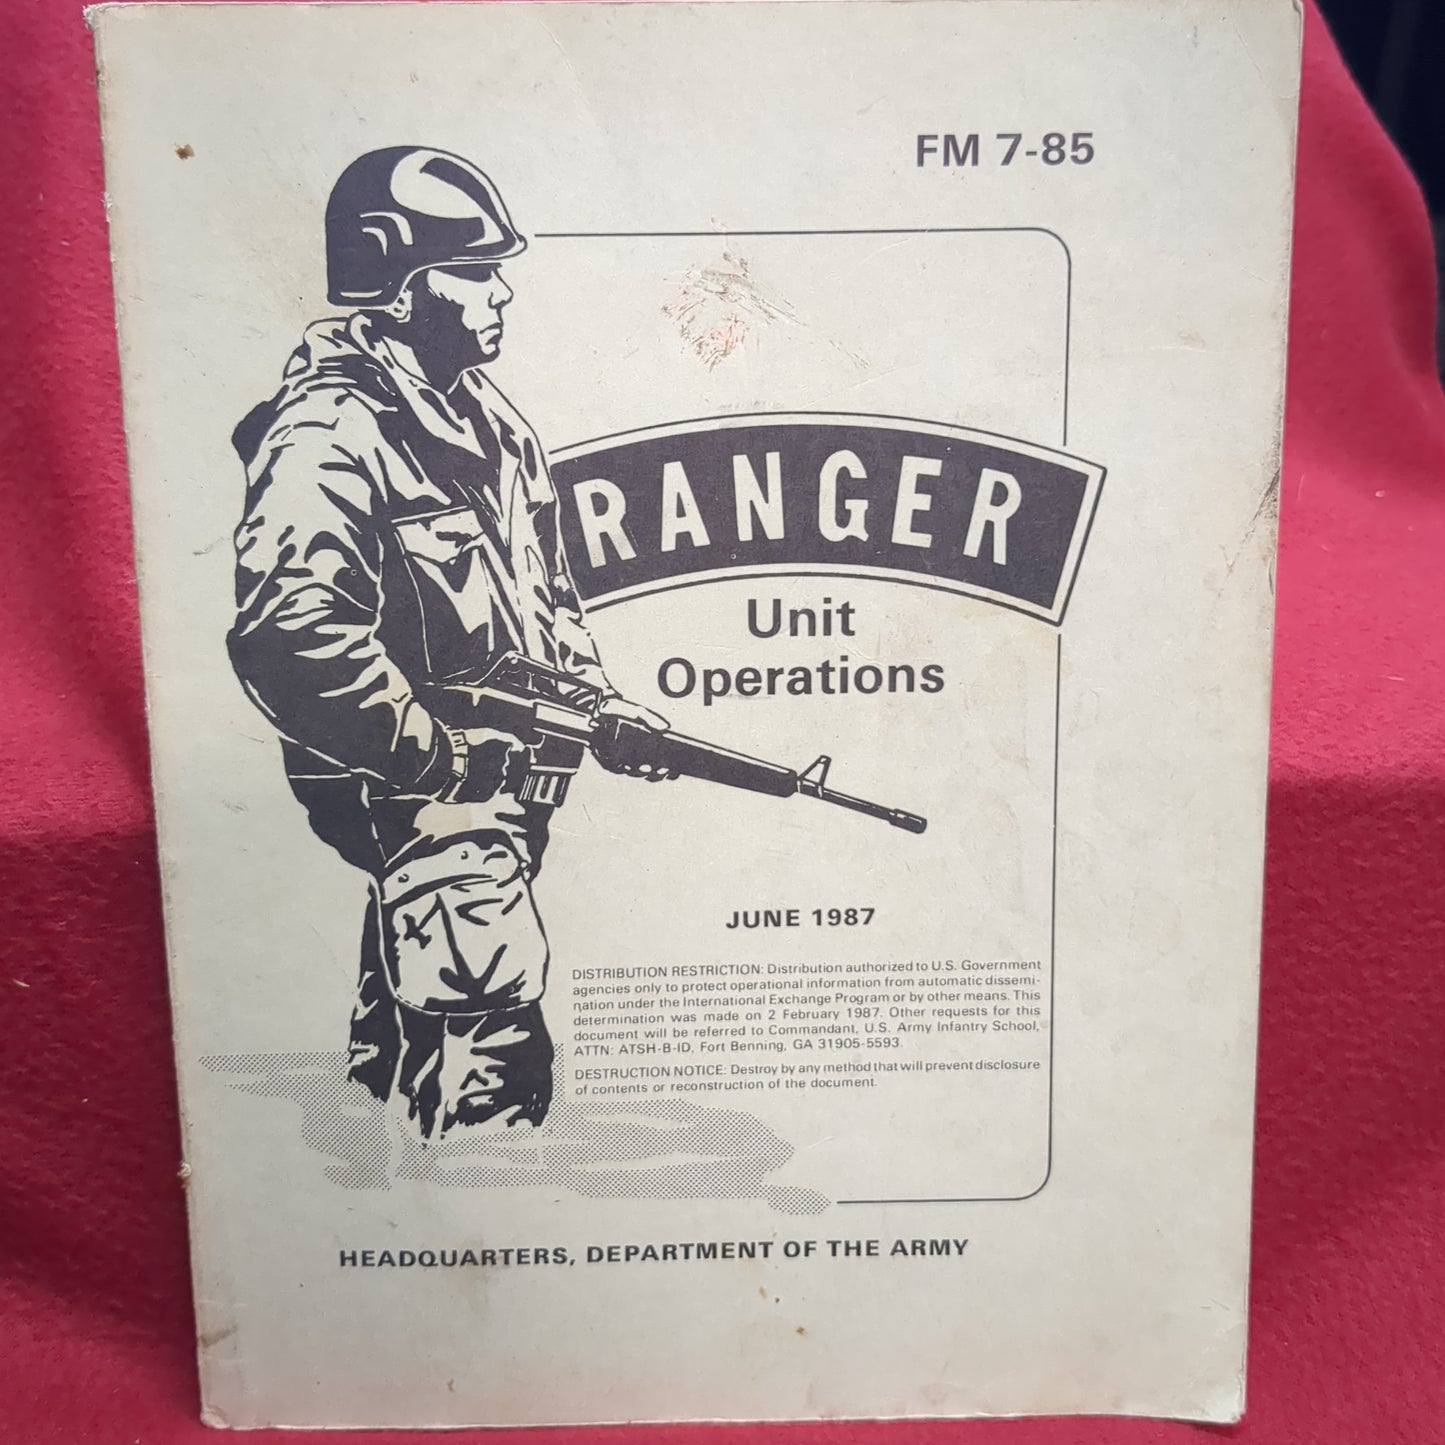 FM 7-85
RANGER
Unit
Operations
JUNE 1987
DISTRIBUTION RESTRICTION: Distribution authorized to U.S. Government
agencies only to protect operational information from automatic dissemi-
nation under the International Exchange Program or by other means. This
determination was made on 2 February 1987. Other requests for this
document will be referred to Commandant, U.S. Army Infantry School,
ATTN: ATSH-B-ID, Fort Benning, GA 31905-5593.
DESTRUCTION NOTICE: Destroy by any method that will prevent disclosure
of contents or reconstruction of the document.
HEADQUARTERS, DEPARTMENT OF THE ARMY